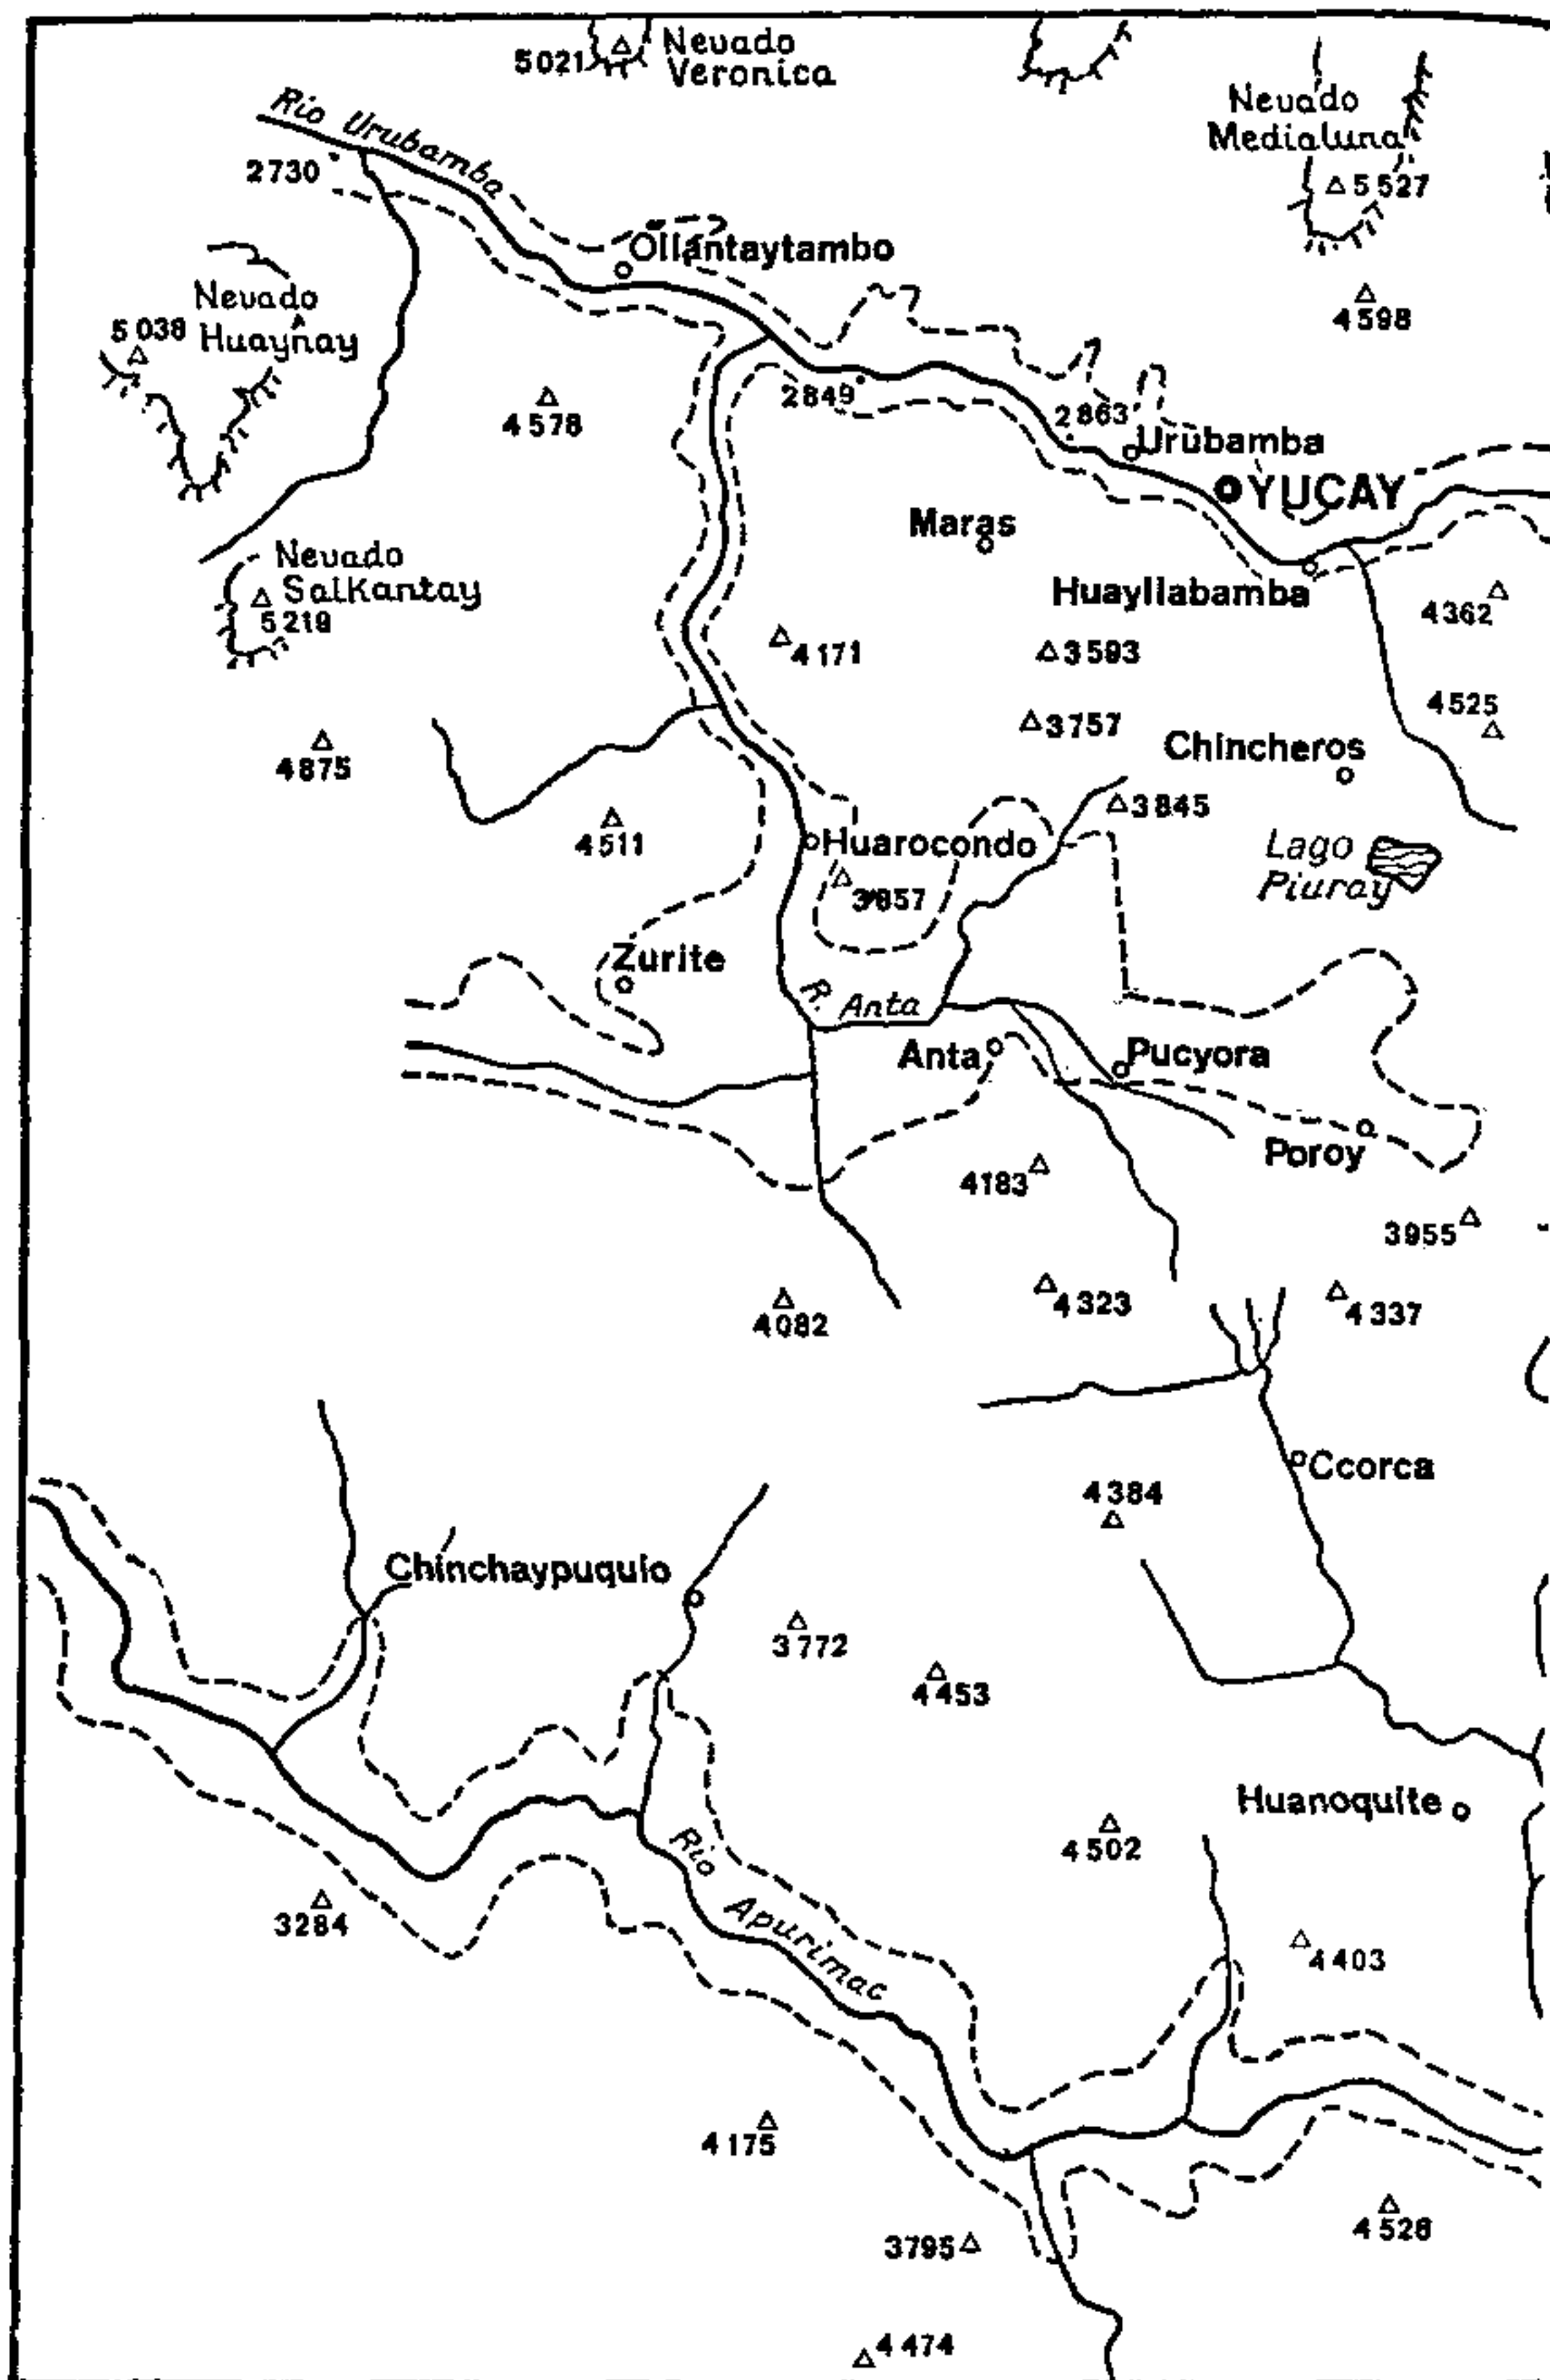 5021
Nevado
Veronica
Nevado
Medialuna
5527
Rio Urubamba
2730
Ollantaytambo
Nevado
Huaynay
5038
4598
4578
2849
2863
Urubamba
YUCAY
Maras
Nevado
Salkantay
5219
Huayllabamba
4362
4171
3593
4525
3757
Chincheros
4875
3845
4511
Huarocondo
Lago
Piuray
3857
Zurite
R. Anta
Anta
Pucyora
Poroy
4183
3955
4082
4323
4337
Ccorca
4384
Chinchaypuquio
3772
4453
Huanoquite
4502
Rio Apurimac
3284
4403
4175
4528
3795
4474